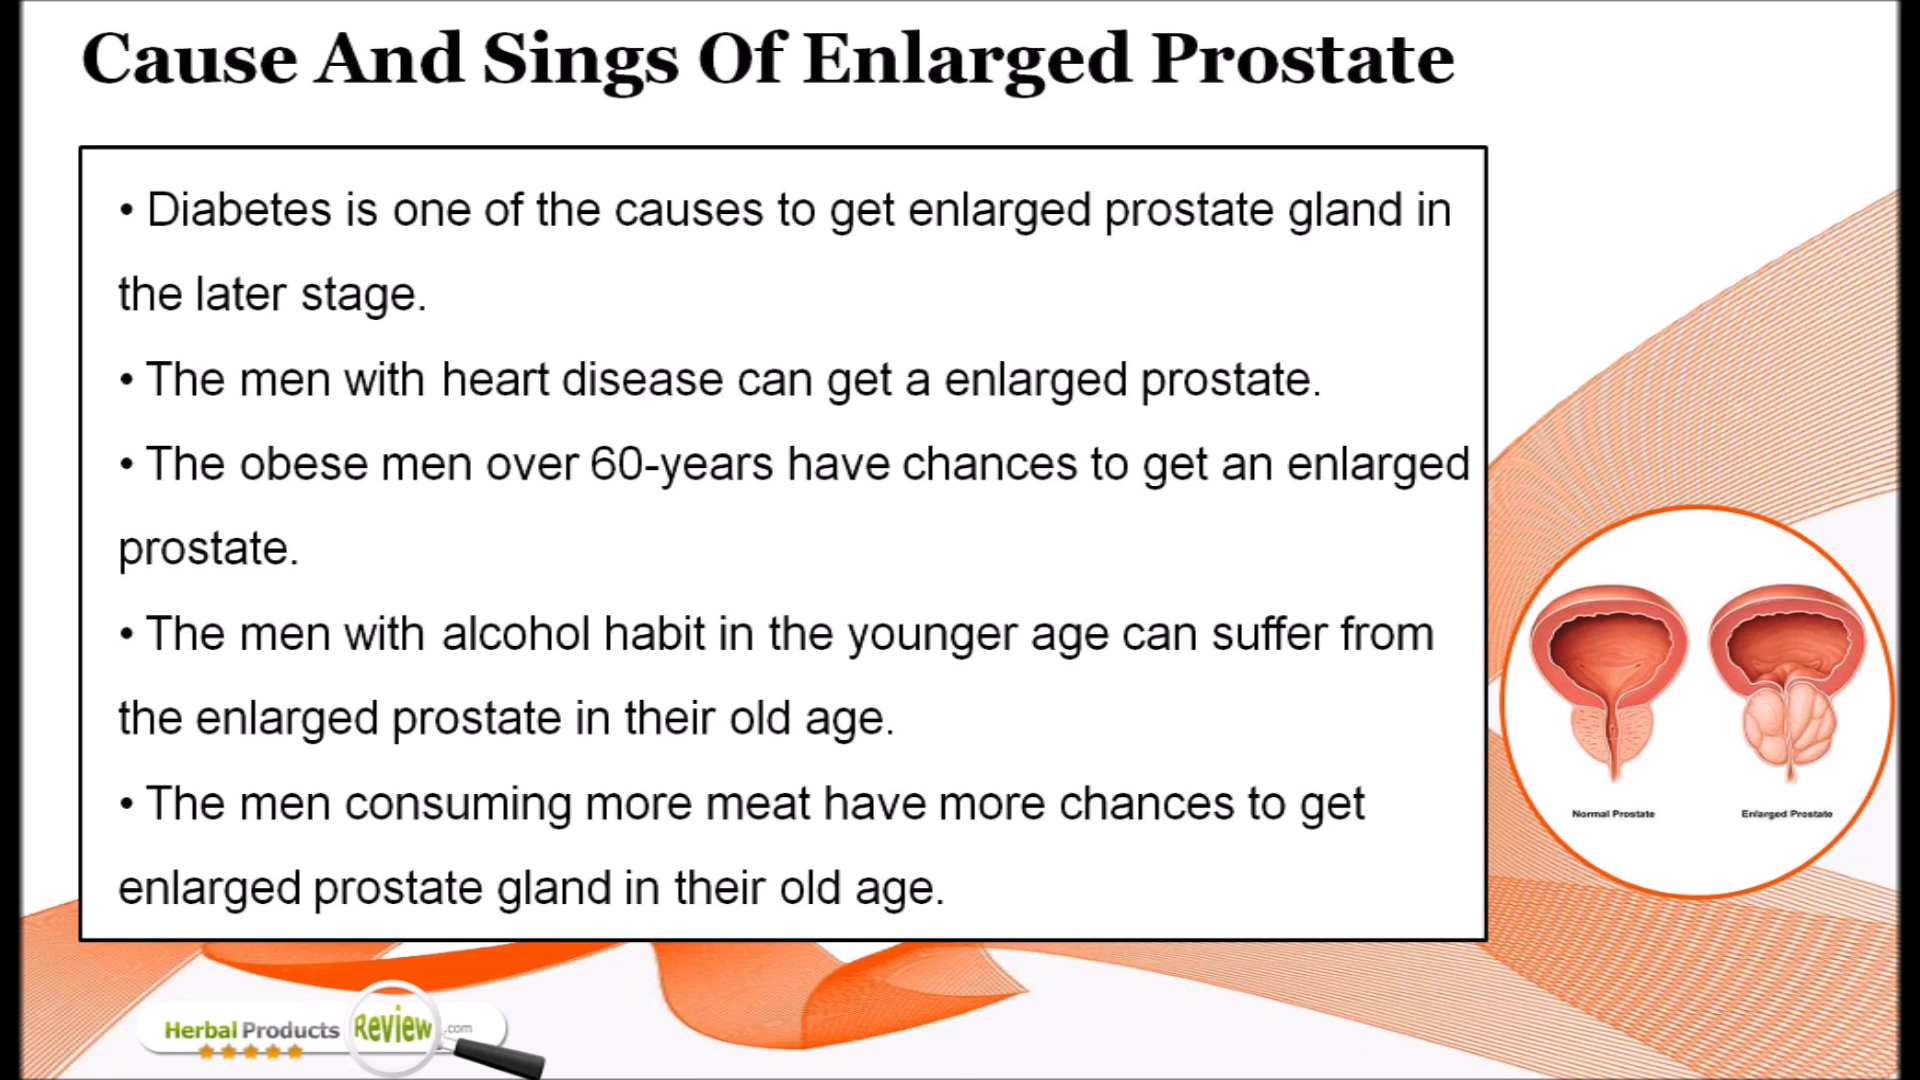 Cause And Sings Of Enlarged Prostate
• Diabetes is one of the causes to get enlarged prostate gland in
the later stage.
• The men with heart disease can get a enlarged prostate.
• The obese men over 60-years have chances to get an enlarged
prostate.
• The men with alcohol habit in the younger age can suffer from
the enlarged prostate in their old age.
• The men consuming more meat have more chances to get
enlarged prostate gland in their old age.
Normal Prostate
Enlarged Prostate
Herbal Products Review .com